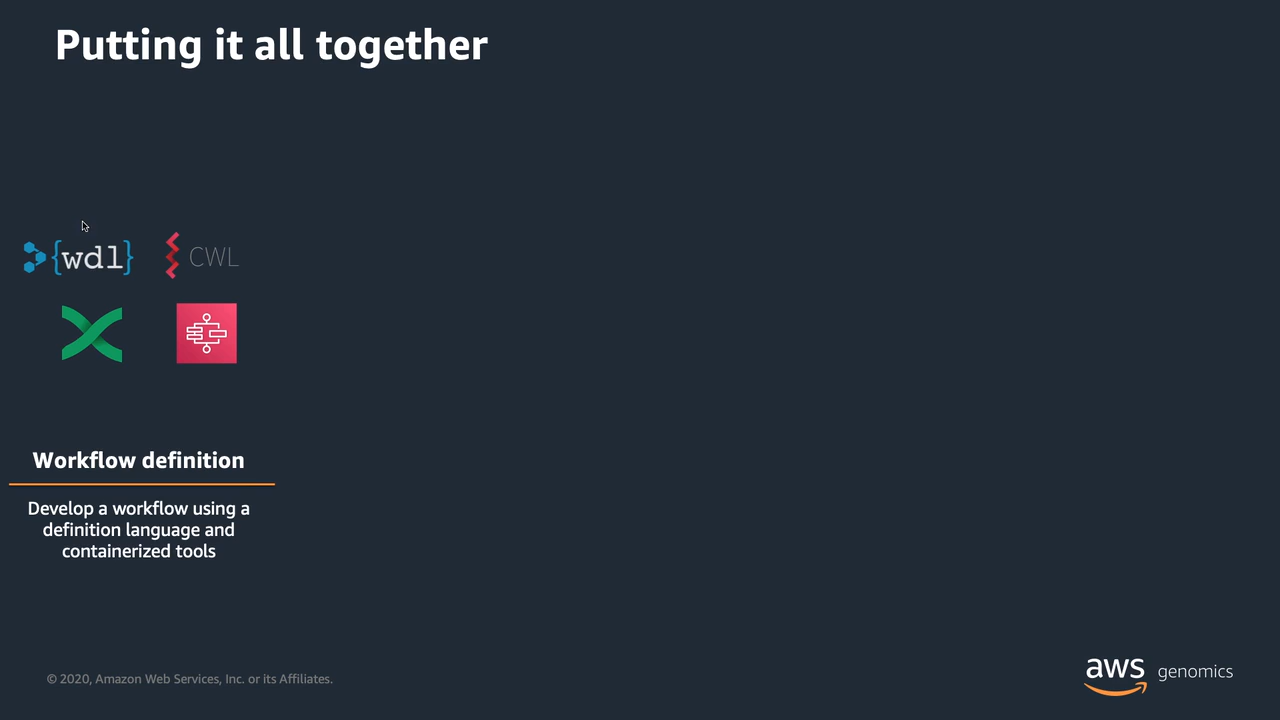 Putting it all together
{wdl}
CWL
Workflow definition
Develop a workflow using a
definition language and
containerized tools
© 2020, Amazon Web Services, Inc. or its Affiliates.
aws genomics